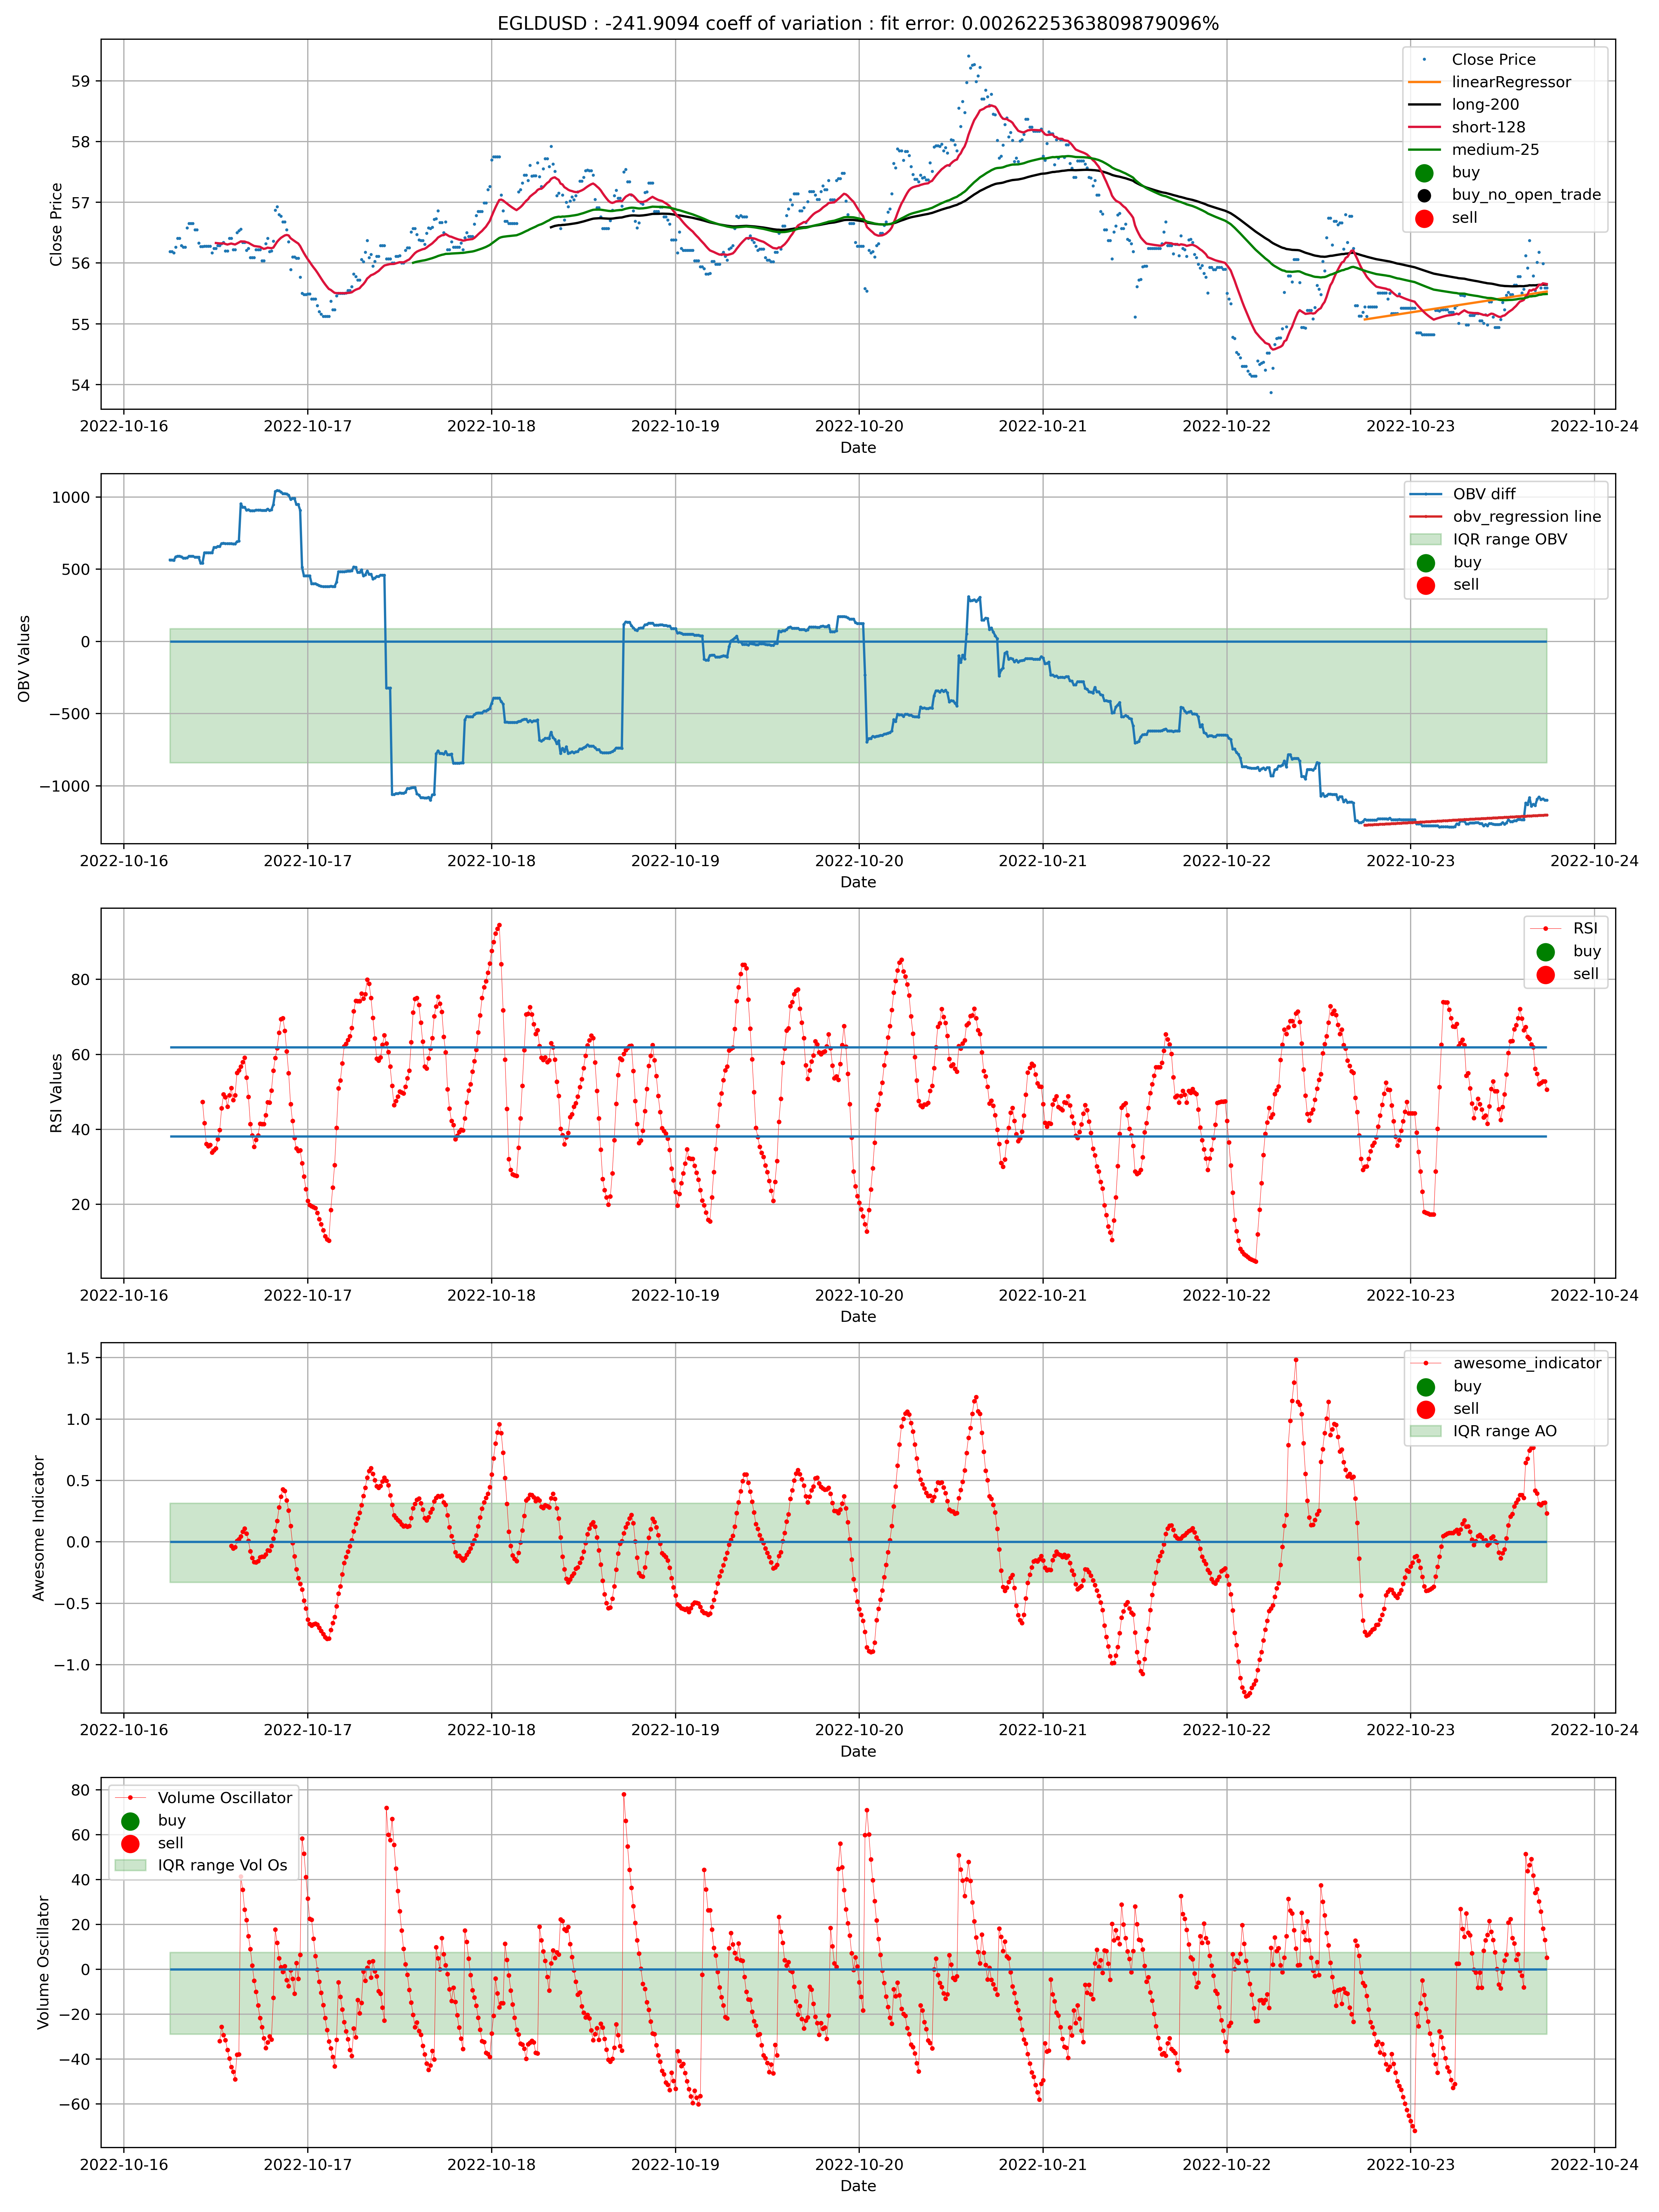 EGLDUSD : -241.9094 coeff of variation : fit error: 0.0026225363809879096%
Close Price
59
58
57
56
55
54
Close Price
linearRegressor
long-200
short-128
medium-25
buy
buy_no_open_trade
sell
2022-10-16 2022-10-17 2022-10-18 2022-10-19 2022-10-20 2022-10-21 2022-10-22 2022-10-23 2022-10-24
Date
OBV Values
1000
500
0
−500
−1000
OBV diff
obv_regression line
IQR range OBV
buy
sell
2022-10-16 2022-10-17 2022-10-18 2022-10-19 2022-10-20 2022-10-21 2022-10-22 2022-10-23 2022-10-24
Date
RSI Values
80
60
40
20
RSI
buy
sell
2022-10-16 2022-10-17 2022-10-18 2022-10-19 2022-10-20 2022-10-21 2022-10-22 2022-10-23 2022-10-24
Date
Awesome Indicator
1.5
1.0
0.5
0.0
−0.5
−1.0
awesome_indicator
buy
sell
IQR range AO
2022-10-16 2022-10-17 2022-10-18 2022-10-19 2022-10-20 2022-10-21 2022-10-22 2022-10-23 2022-10-24
Date
Volume Oscillator
80
60
40
20
0
−20
−40
−60
Volume Oscillator
buy
sell
IQR range Vol Os
2022-10-16 2022-10-17 2022-10-18 2022-10-19 2022-10-20 2022-10-21 2022-10-22 2022-10-23 2022-10-24
Date